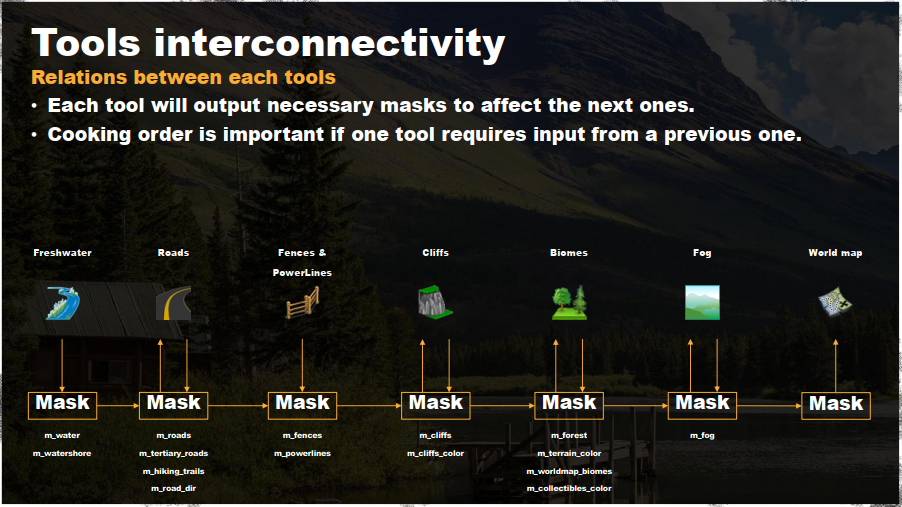 Tools interconnectivity
Relations between each tools
• Each tool will output necessary masks to affect the next ones.
• Cooking order is important if one tool requires input from a previous one.
Freshwater
Roads
Fences &
PowerLines
Cliffs
Biomes
Fog
World map
Mask
Mask
Mask
Mask
Mask
Mask
Mask
m_water
m_watershore
m_roads
m_tertiary_roads
m_hiking_trails
m_road_dir
m_fences
m_powerlines
m_cliffs
m_cliffs_color
m_forest
m_terrain_color
m_worldmap_biomes
m_collectibles_color
m_fog